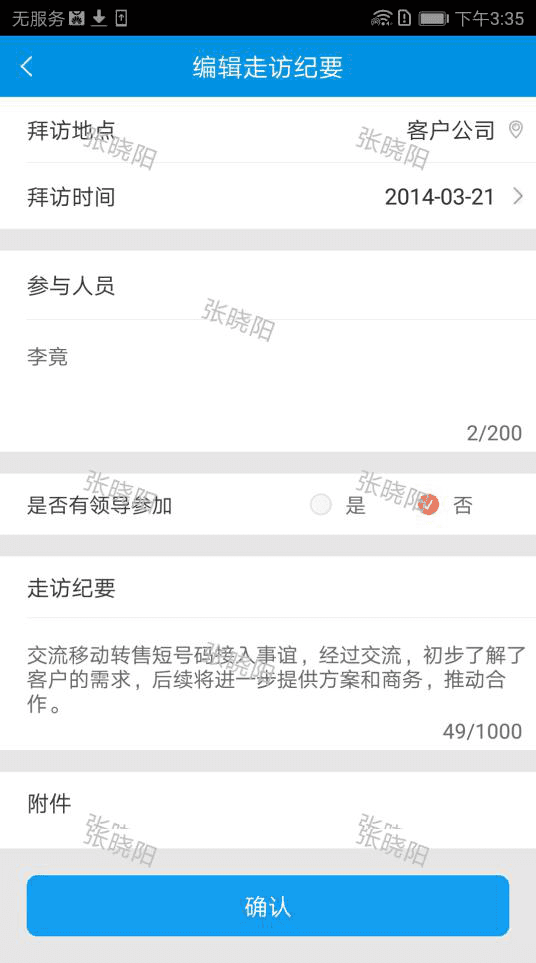 无服务 下午3:35
编辑走访纪要
拜访地点 客户公司
张晓阳 张晓阳
拜访时间 2014-03-21
参与人员
张晓阳
李竟
2/200
张晓阳 张晓阳
是否有领导参加 是 否
走访纪要
张晓阳
交流移动转售短号码接入事谊，经过交流，初步了解了
客户的需求，后续将进一步提供方案和商务，推动合
作。
49/1000
附件
张晓阳 张晓阳
张晓阳 张晓阳
确认